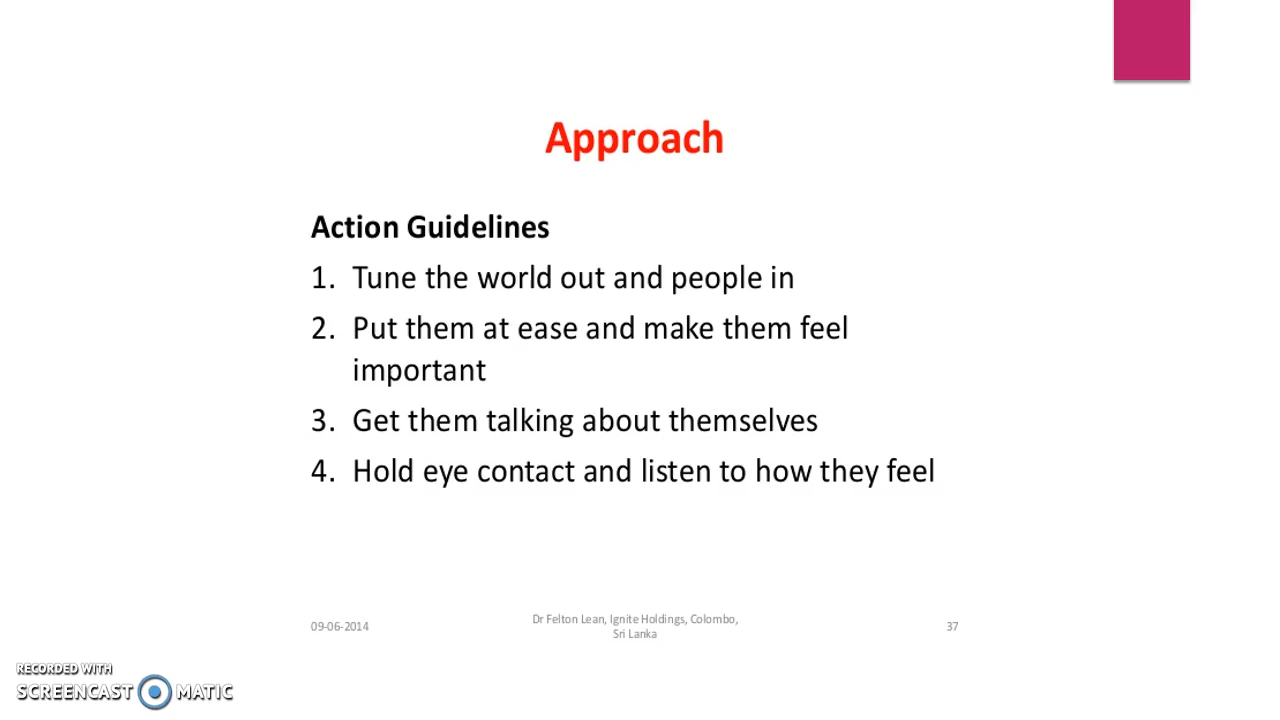 Approach
Action Guidelines
1. Tune the world out and people in
2. Put them at ease and make them feel
important
3. Get them talking about themselves
4. Hold eye contact and listen to how they feel
09-06-2014
Dr Felton Lean, Ignite Holdings, Colombo,
Sri Lanka
37
RECORDED WITH
SCREENCAST MATIC